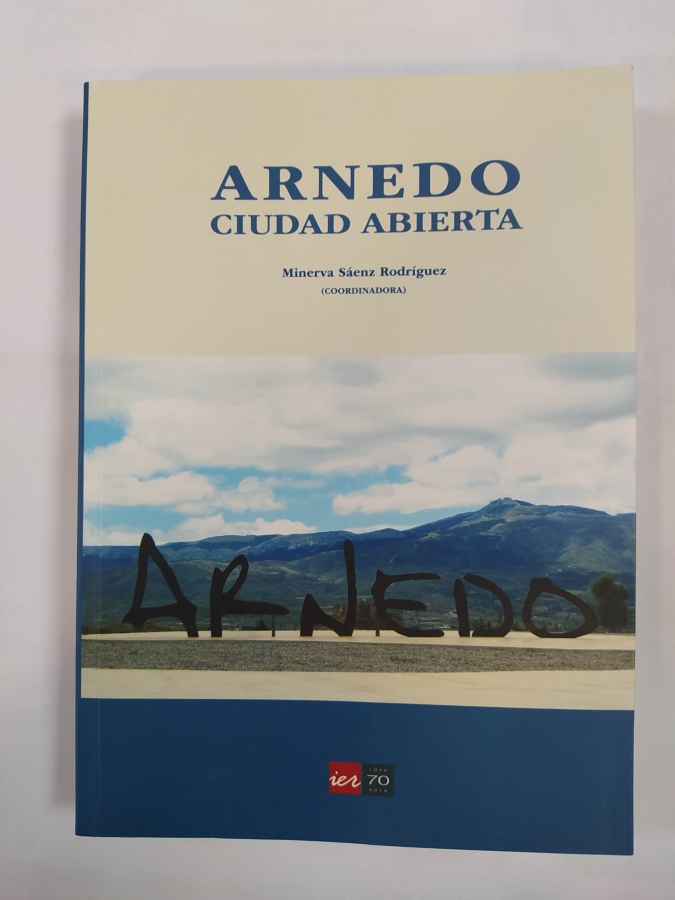 ARNEDO
CIUDAD ABIERTA
Minerva Sáenz Rodríguez
(COORDINADORA)
ARNEDO
ier 70